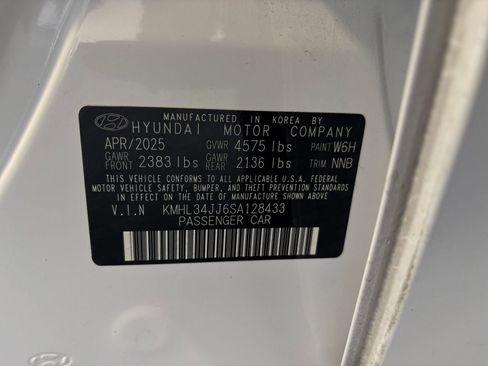 MANUFACTURED IN KOREA BY
HYUNDAI MOTOR COMPANY
APR/2025 GVWR 4575 lbs PAINT W6H
GAWR FRONT 2383 lbs GAWR REAR 2136 lbs TRIM NNB
THIS VEHICLE CONFORMS TO ALL APPLICABLE U.S.A. FEDERAL
MOTOR VEHICLE SAFETY, BUMPER, AND THEFT PREVENTION STANDARDS
IN EFFECT ON THE DATE OF MANUFACTURE SHOWN ABOVE.
V.I.N KMHL34JJ6SA128433
PASSENGER CAR